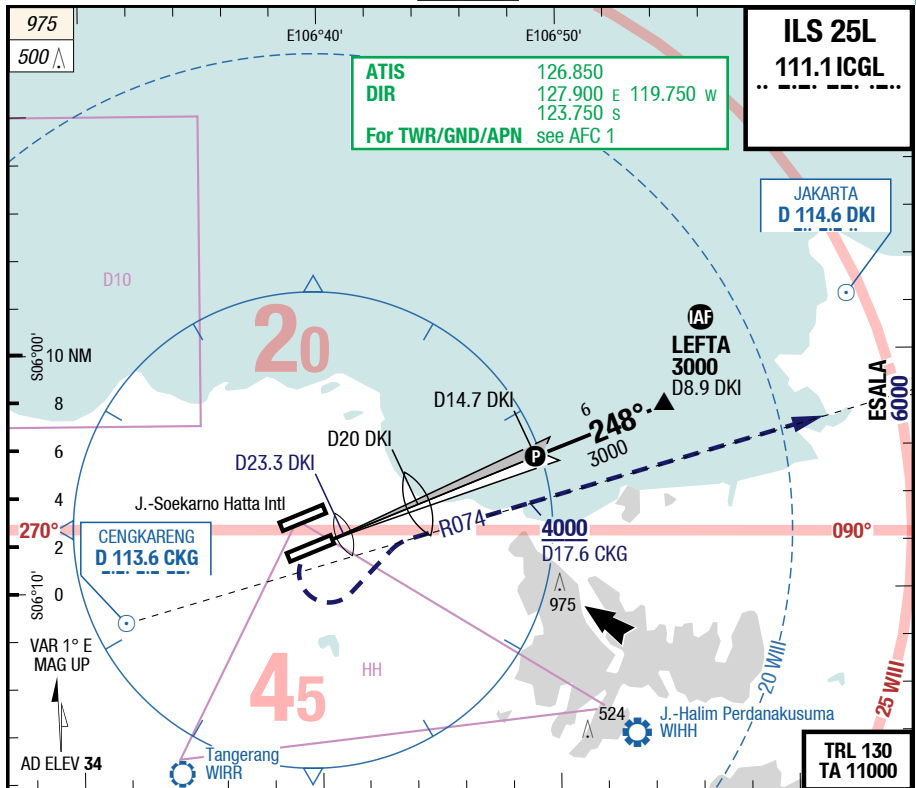 975
500
E106°40'
E106°50'
ILS 25L
111.1 ICGL
ATIS 126.850
DIR 127.900 E 119.750 W
123.750 S
For TWR/GND/APN see AFC 1
JAKARTA
D 114.6 DKI
D10
20
IAF
LEFTA
3000
D8.9 DKI
S06°00'
10 NM
8
6
4
2
0
S06°10'
ESALA
6000
D14.7 DKI
6
248°
3000
P
D20 DKI
D23.3 DKI
J.-Soekarno Hatta Intl
R074
270°
090°
CENGKARENG
D 113.6 CKG
4000
D17.6 CKG
975
VAR 1° E
MAG UP
HH
45
20 WIII
25 WIII
524
J.-Halim Perdanakusuma
WIHH
Tangerang
WIRR
AD ELEV 34
TRL 130
TA 11000